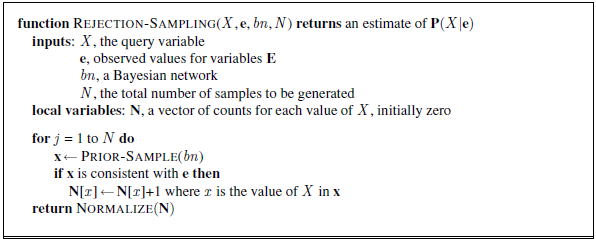 function REJECTION-SAMPLING(X, e, bn, N) returns an estimate of P(X|e)
inputs: X, the query variable
e, observed values for variables E
bn, a Bayesian network
N, the total number of samples to be generated
local variables: N, a vector of counts for each value of X, initially zero
for j = 1 to N do
x ← PRIOR-SAMPLE(bn)
if x is consistent with e then
N[x] ← N[x]+1 where x is the value of X in x
return NORMALIZE(N)